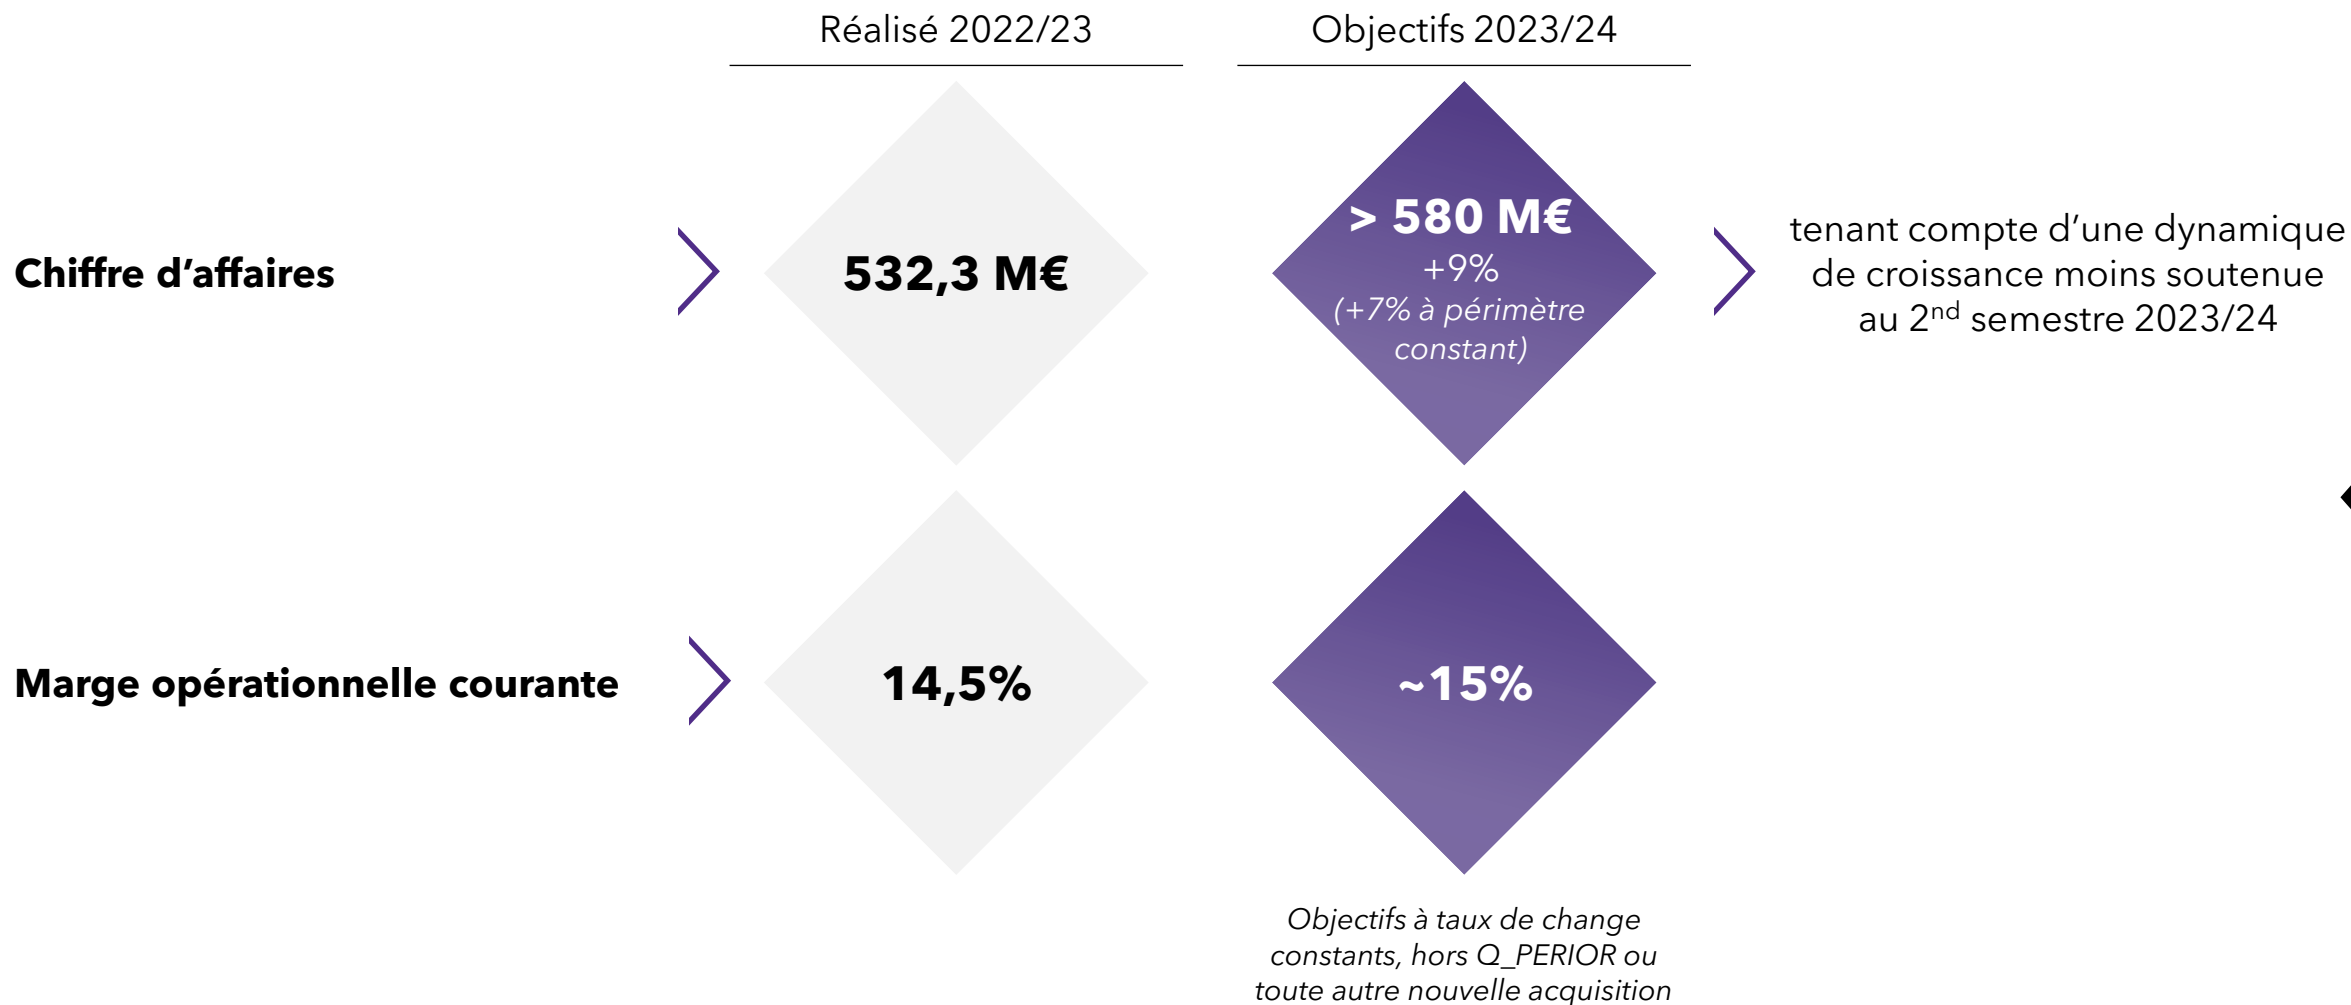 Réalisé 2022/23
Objectifs 2023/24
Chiffre d’affaires
532,3 M€
> 580 M€
+9%
(+7% à périmètre
constant)
tenant compte d’une dynamique
de croissance moins soutenue
au 2nd semestre 2023/24
Marge opérationnelle courante
14,5%
~15%
Objectifs à taux de change
constants, hors Q_PERIOR ou
toute autre nouvelle acquisition